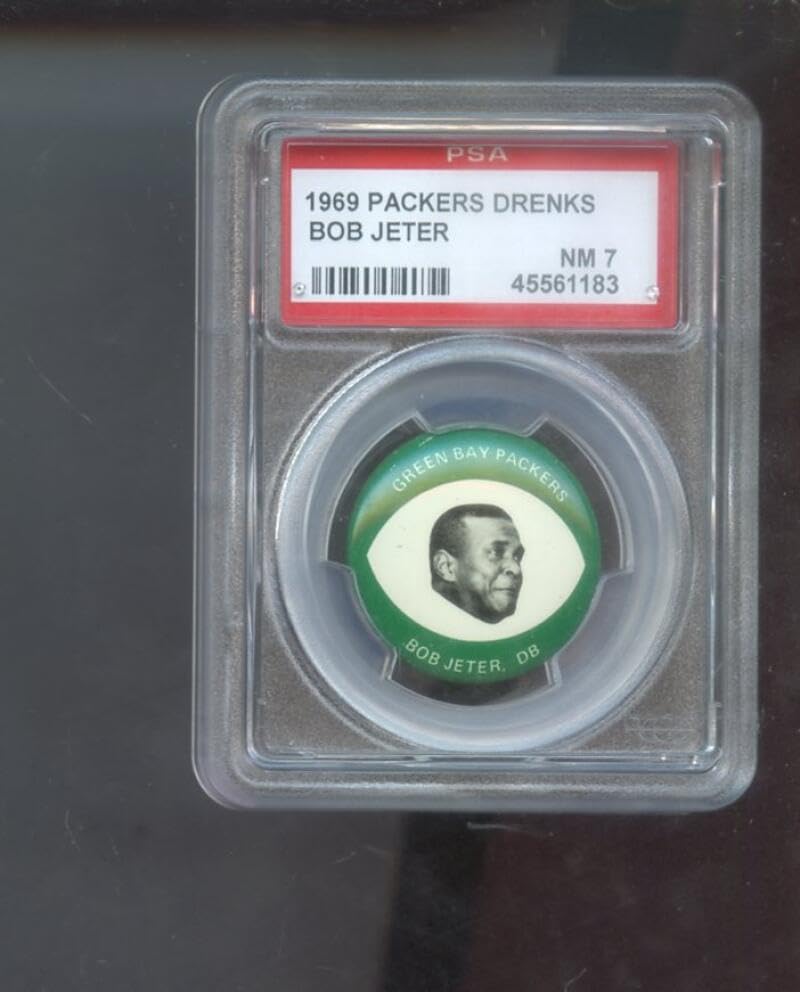 PSA
1969 PACKERS DRENKS
BOB JETER
NM 7
45561183
GREEN BAY PACKERS
BOB JETER, DB